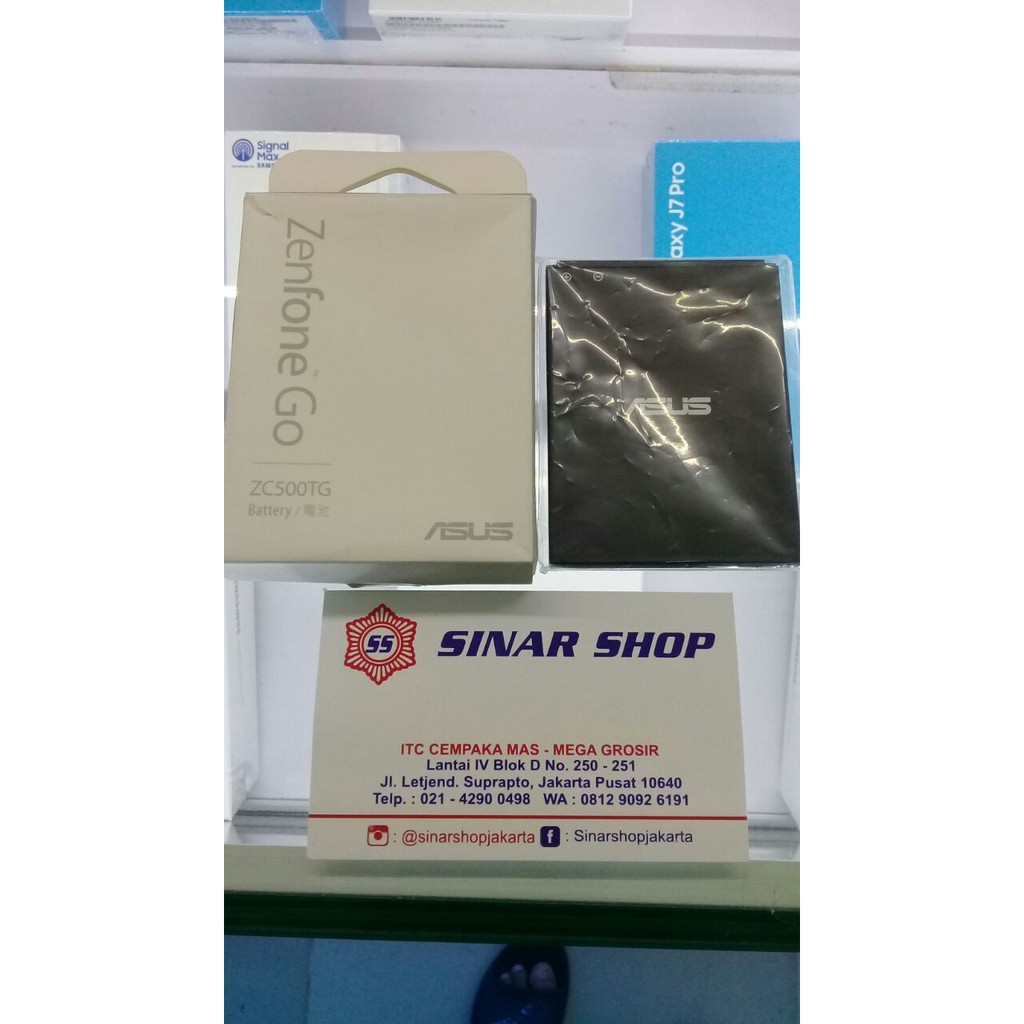 Signal
Max
Zenfone™ Go
ZC500TG
Battery / 電池
ASUS
axy J7 Pro
ASUS
SS
SINAR SHOP
ITC CEMPAKA MAS - MEGA GROSIR
Lantai IV Blok D No. 250 - 251
Jl. Letjend. Suprapto, Jakarta Pusat 10640
Telp. : 021 - 4290 0498 WA : 0812 9092 6191
: @sinarshopjakarta f : Sinarshopjakarta